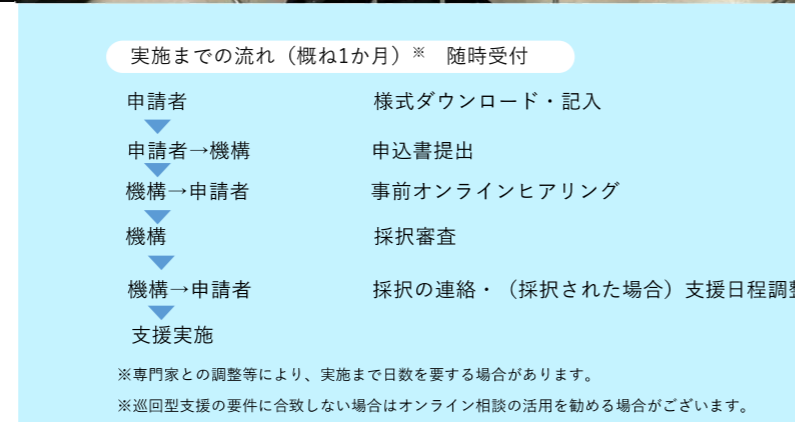 実施までの流れ（概ね1か月）※　随時受付
申請者　様式ダウンロード・記入
申請者→機構　申込書提出
機構→申請者　事前オンラインヒアリング
機構　採択審査
機構→申請者　採択の連絡・（採択された場合）支援日程調
支援実施
※専門家との調整等により、実施まで日数を要する場合があります。
※巡回型支援の要件に合致しない場合はオンライン相談の活用を勧める場合がございます。